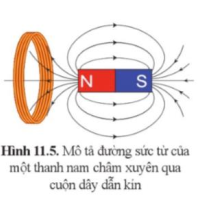 N S
Hình 11.5. Mô tả đường sức từ của
một thanh nam châm xuyên qua
cuộn dây dẫn kín